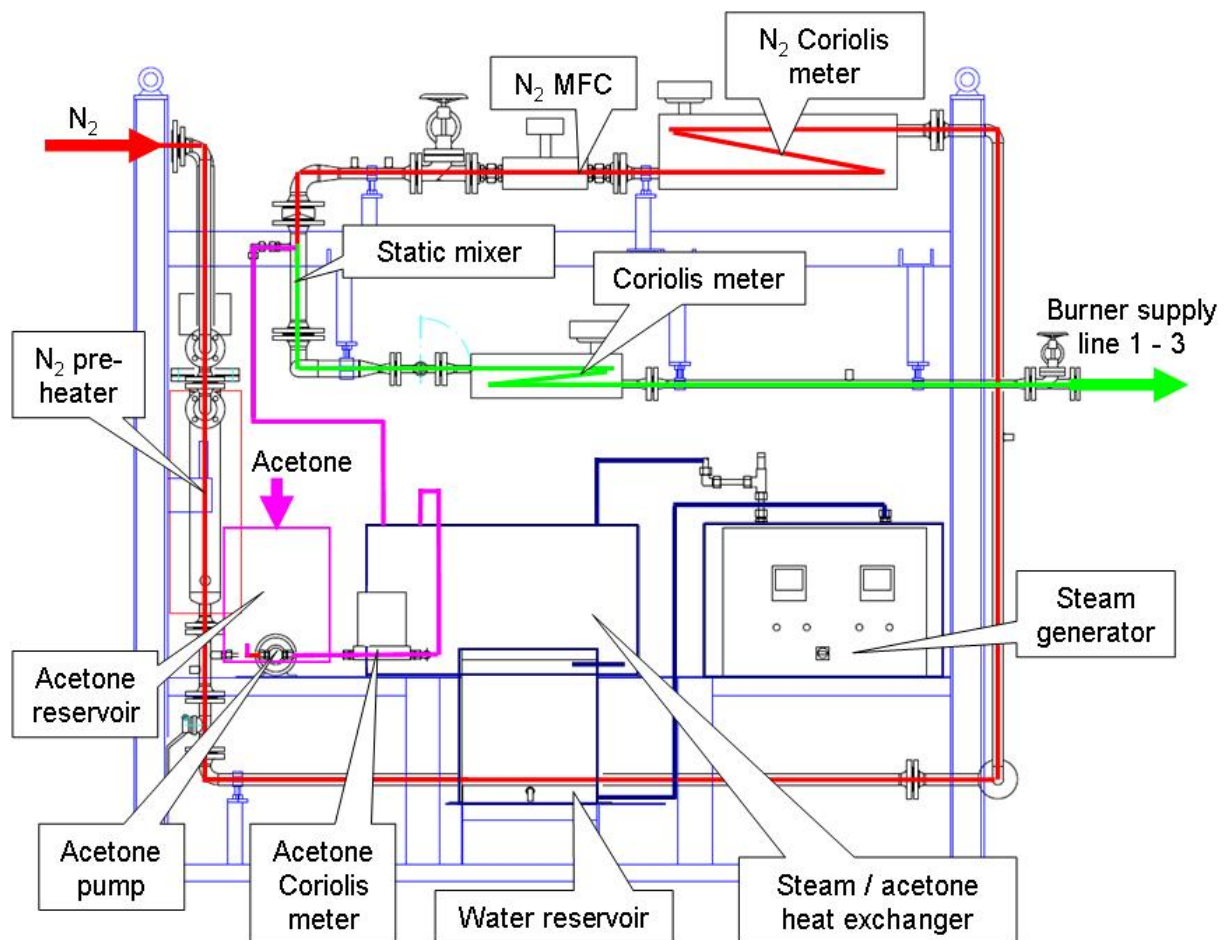 N₂ Coriolis
meter
N₂ MFC
N₂
Static mixer
Coriolis meter
Burner supply
line 1 - 3
N₂ pre-
heater
Acetone
Steam
generator
Acetone
reservoir
Acetone
pump
Acetone
Coriolis
meter
Water reservoir
Steam / acetone
heat exchanger